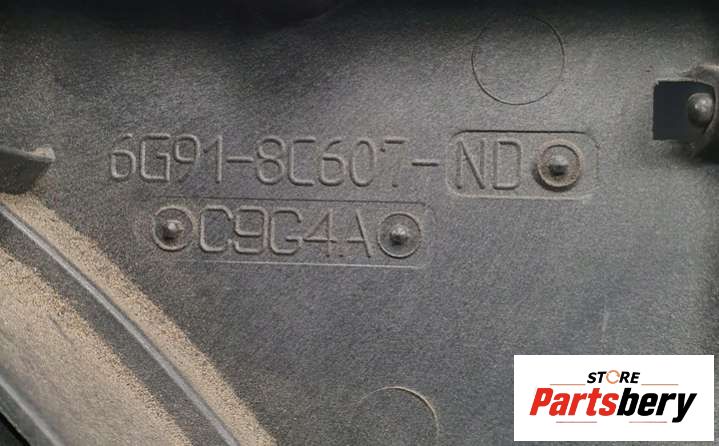 6G91-8C607-ND
C9G4A
STORE
Partsbery